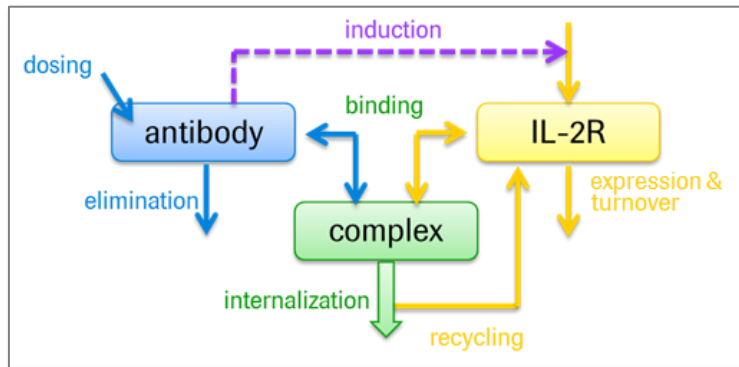 induction
dosing
binding
antibody
IL-2R
elimination
expression &
turnover
complex
internalization
recycling